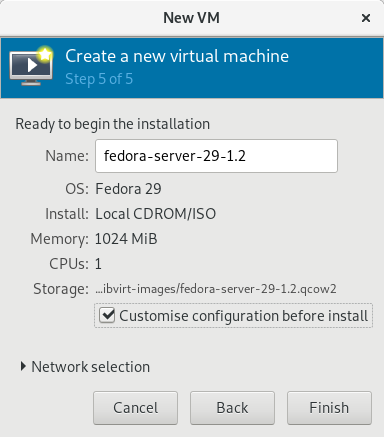 New VM
Create a new virtual machine
Step 5 of 5
Ready to begin the installation
Name: fedora-server-29-1.2
OS: Fedora 29
Install: Local CDROM/ISO
Memory: 1024 MiB
CPUs: 1
Storage: ...ibvirt-images/fedora-server-29-1.2.qcow2
Customise configuration before install
Network selection
Cancel Back Finish